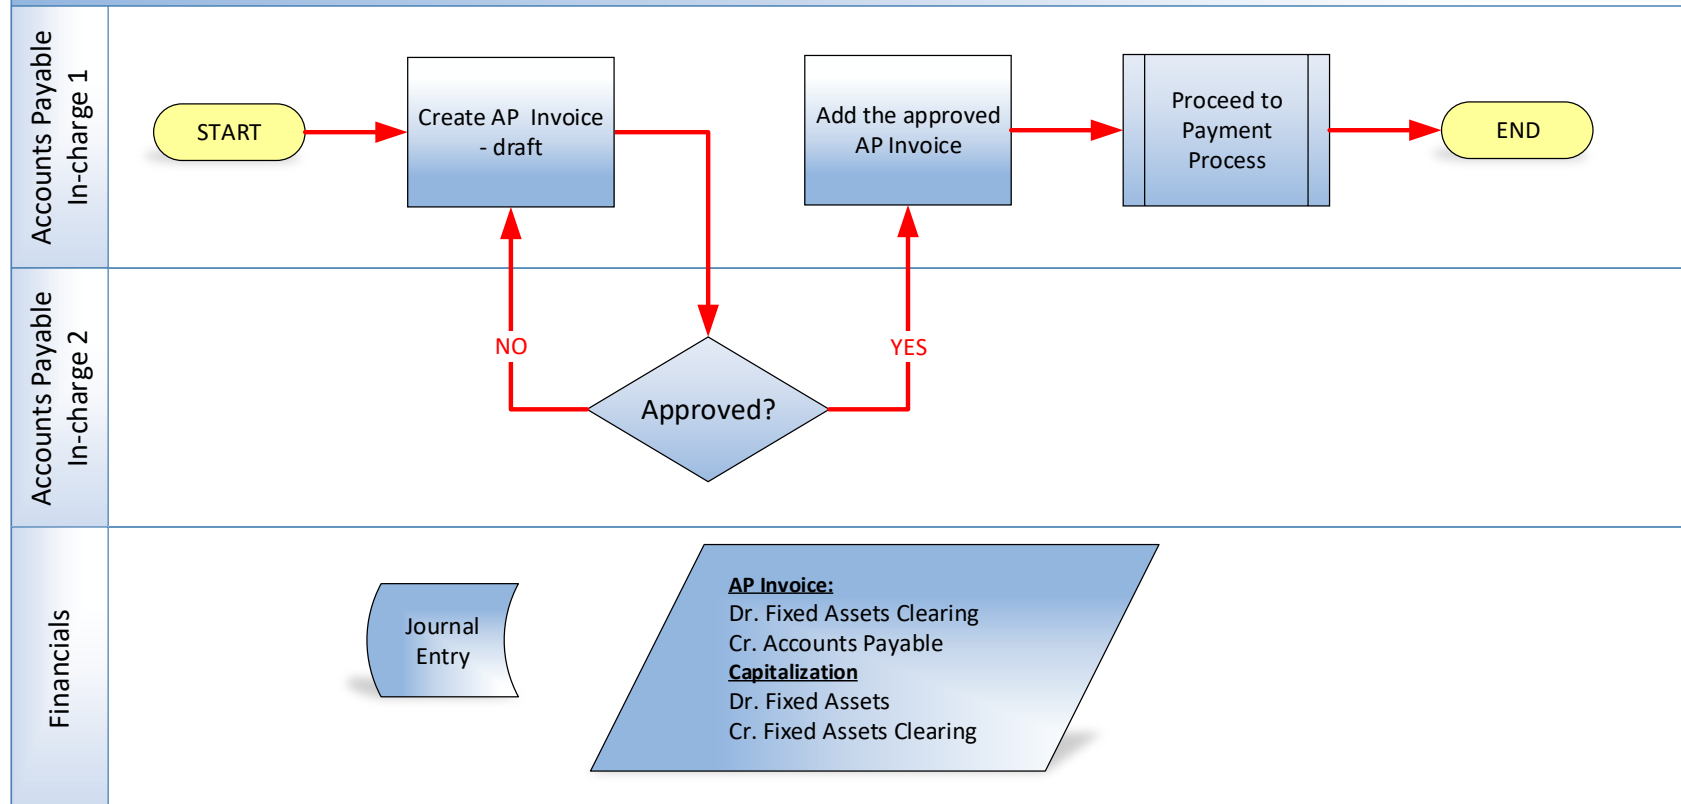 Accounts Payable
In-charge 1
START
Create AP  Invoice
- draft
Add the approved
AP Invoice
Proceed to
Payment
Process
END
Accounts Payable
In-charge 2
NO
YES
Approved?
Financials
Journal
Entry
AP Invoice:
Dr. Fixed Assets Clearing
Cr. Accounts Payable
Capitalization
Dr. Fixed Assets
Cr. Fixed Assets Clearing